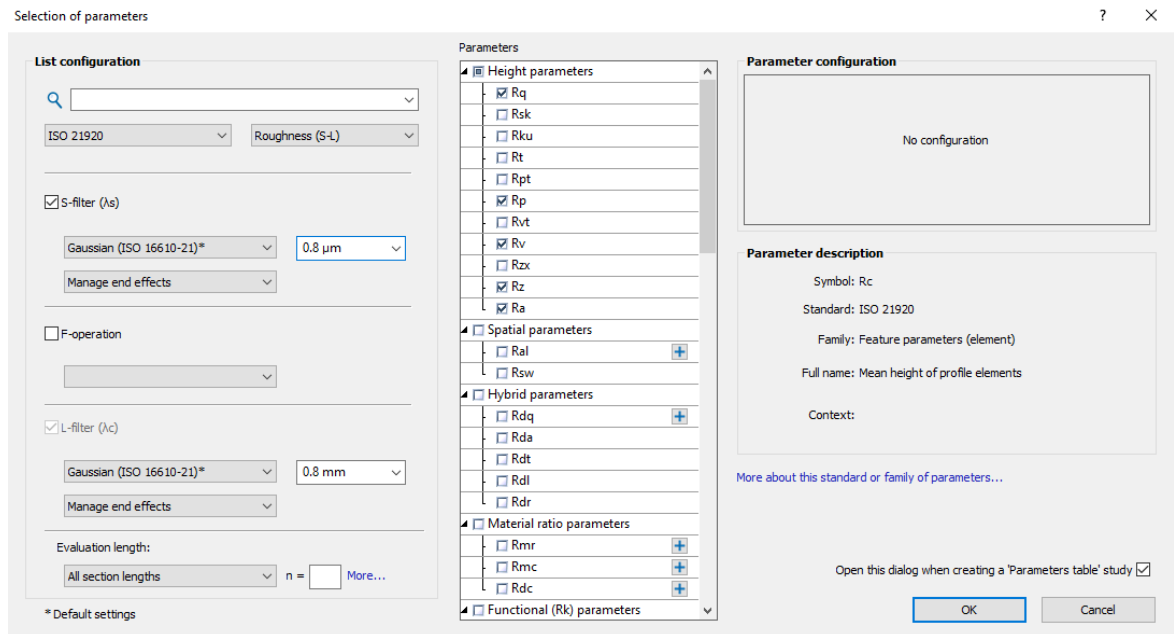 Selection of parameters
?
List configuration
ISO 21920
Roughness (S-L)
S-filter (λs)
Gaussian (ISO 16610-21)*
0.8 µm
Manage end effects
F-operation
L-filter (λc)
Gaussian (ISO 16610-21)*
0.8 mm
Manage end effects
Evaluation length:
All section lengths
n =
More...
* Default settings
Parameters
Height parameters
Rq
Rsk
Rku
Rt
Rpt
Rp
Rvt
Rv
Rzx
Rz
Ra
Spatial parameters
Ral
Rsw
Hybrid parameters
Rdq
Rda
Rdt
Rdl
Rdr
Material ratio parameters
Rmr
Rmc
Rdc
Functional (Rk) parameters
Parameter configuration
No configuration
Parameter description
Symbol: Rc
Standard: ISO 21920
Family: Feature parameters (element)
Full name: Mean height of profile elements
Context:
More about this standard or family of parameters...
Open this dialog when creating a 'Parameters table' study
OK
Cancel